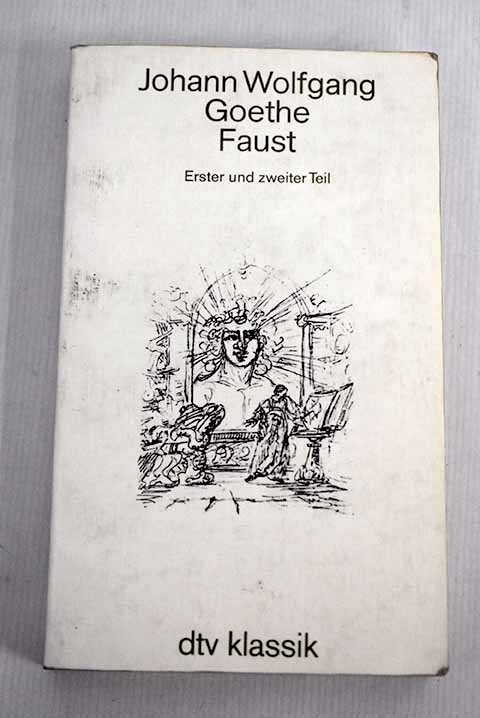 Johann Wolfgang
Goethe
Faust
Erster und zweiter Teil
dtv klassik